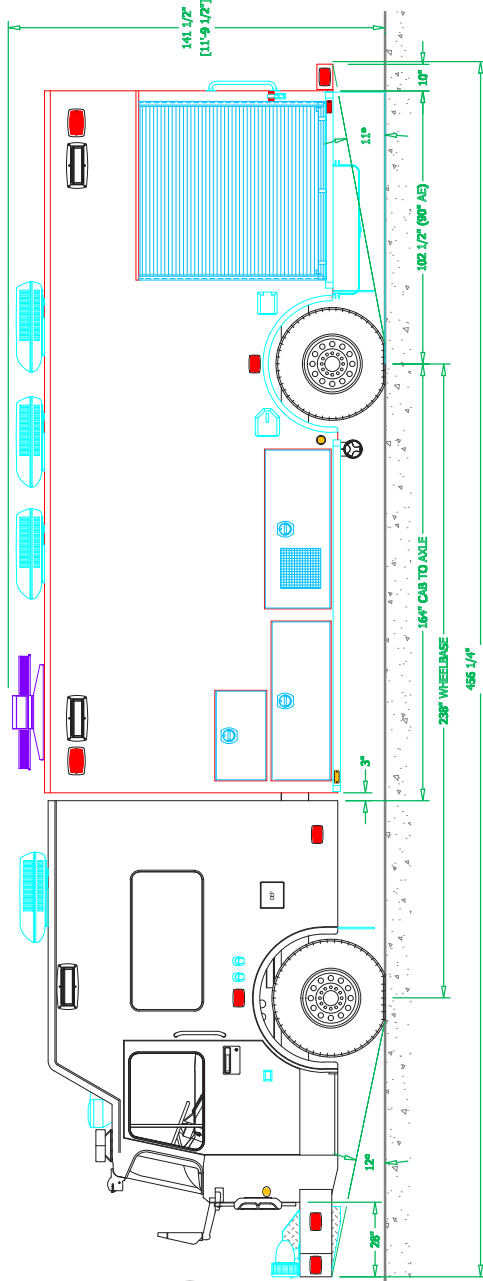 141 1/2"
[11'-9 1/2"]
10"
11°
102 1/2" (90" AE)
164" CAB TO AXLE
238" WHEELBASE
456 1/4"
3"
DEF
12°
28"